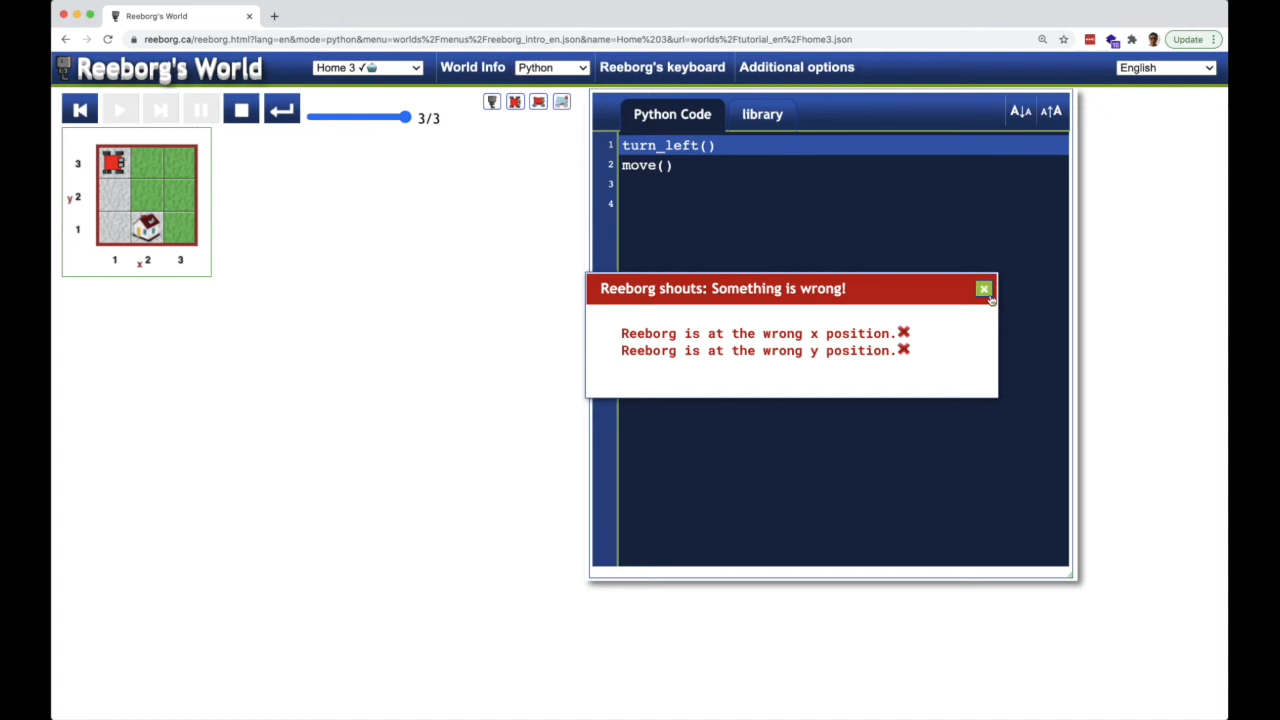 Reeborg's World
reeborg.ca/reeborg.html?lang=en&mode=python&menu=worlds%2Fmenus%2Freeborg_intro_en.json&name=Home%203&url=worlds%2Ftutorial_en%2Fhome3.json
10
Update
Reeborg's World
Home 3 ✓
World Info
Python
Reeborg's keyboard
Additional options
English
3/3
Python Code
library
A↓A
A↑A
3
y 2
1
1
x 2
3
1 turn_left()
2 move()
3
4
Reeborg shouts: Something is wrong!
Reeborg is at the wrong x position.
Reeborg is at the wrong y position.